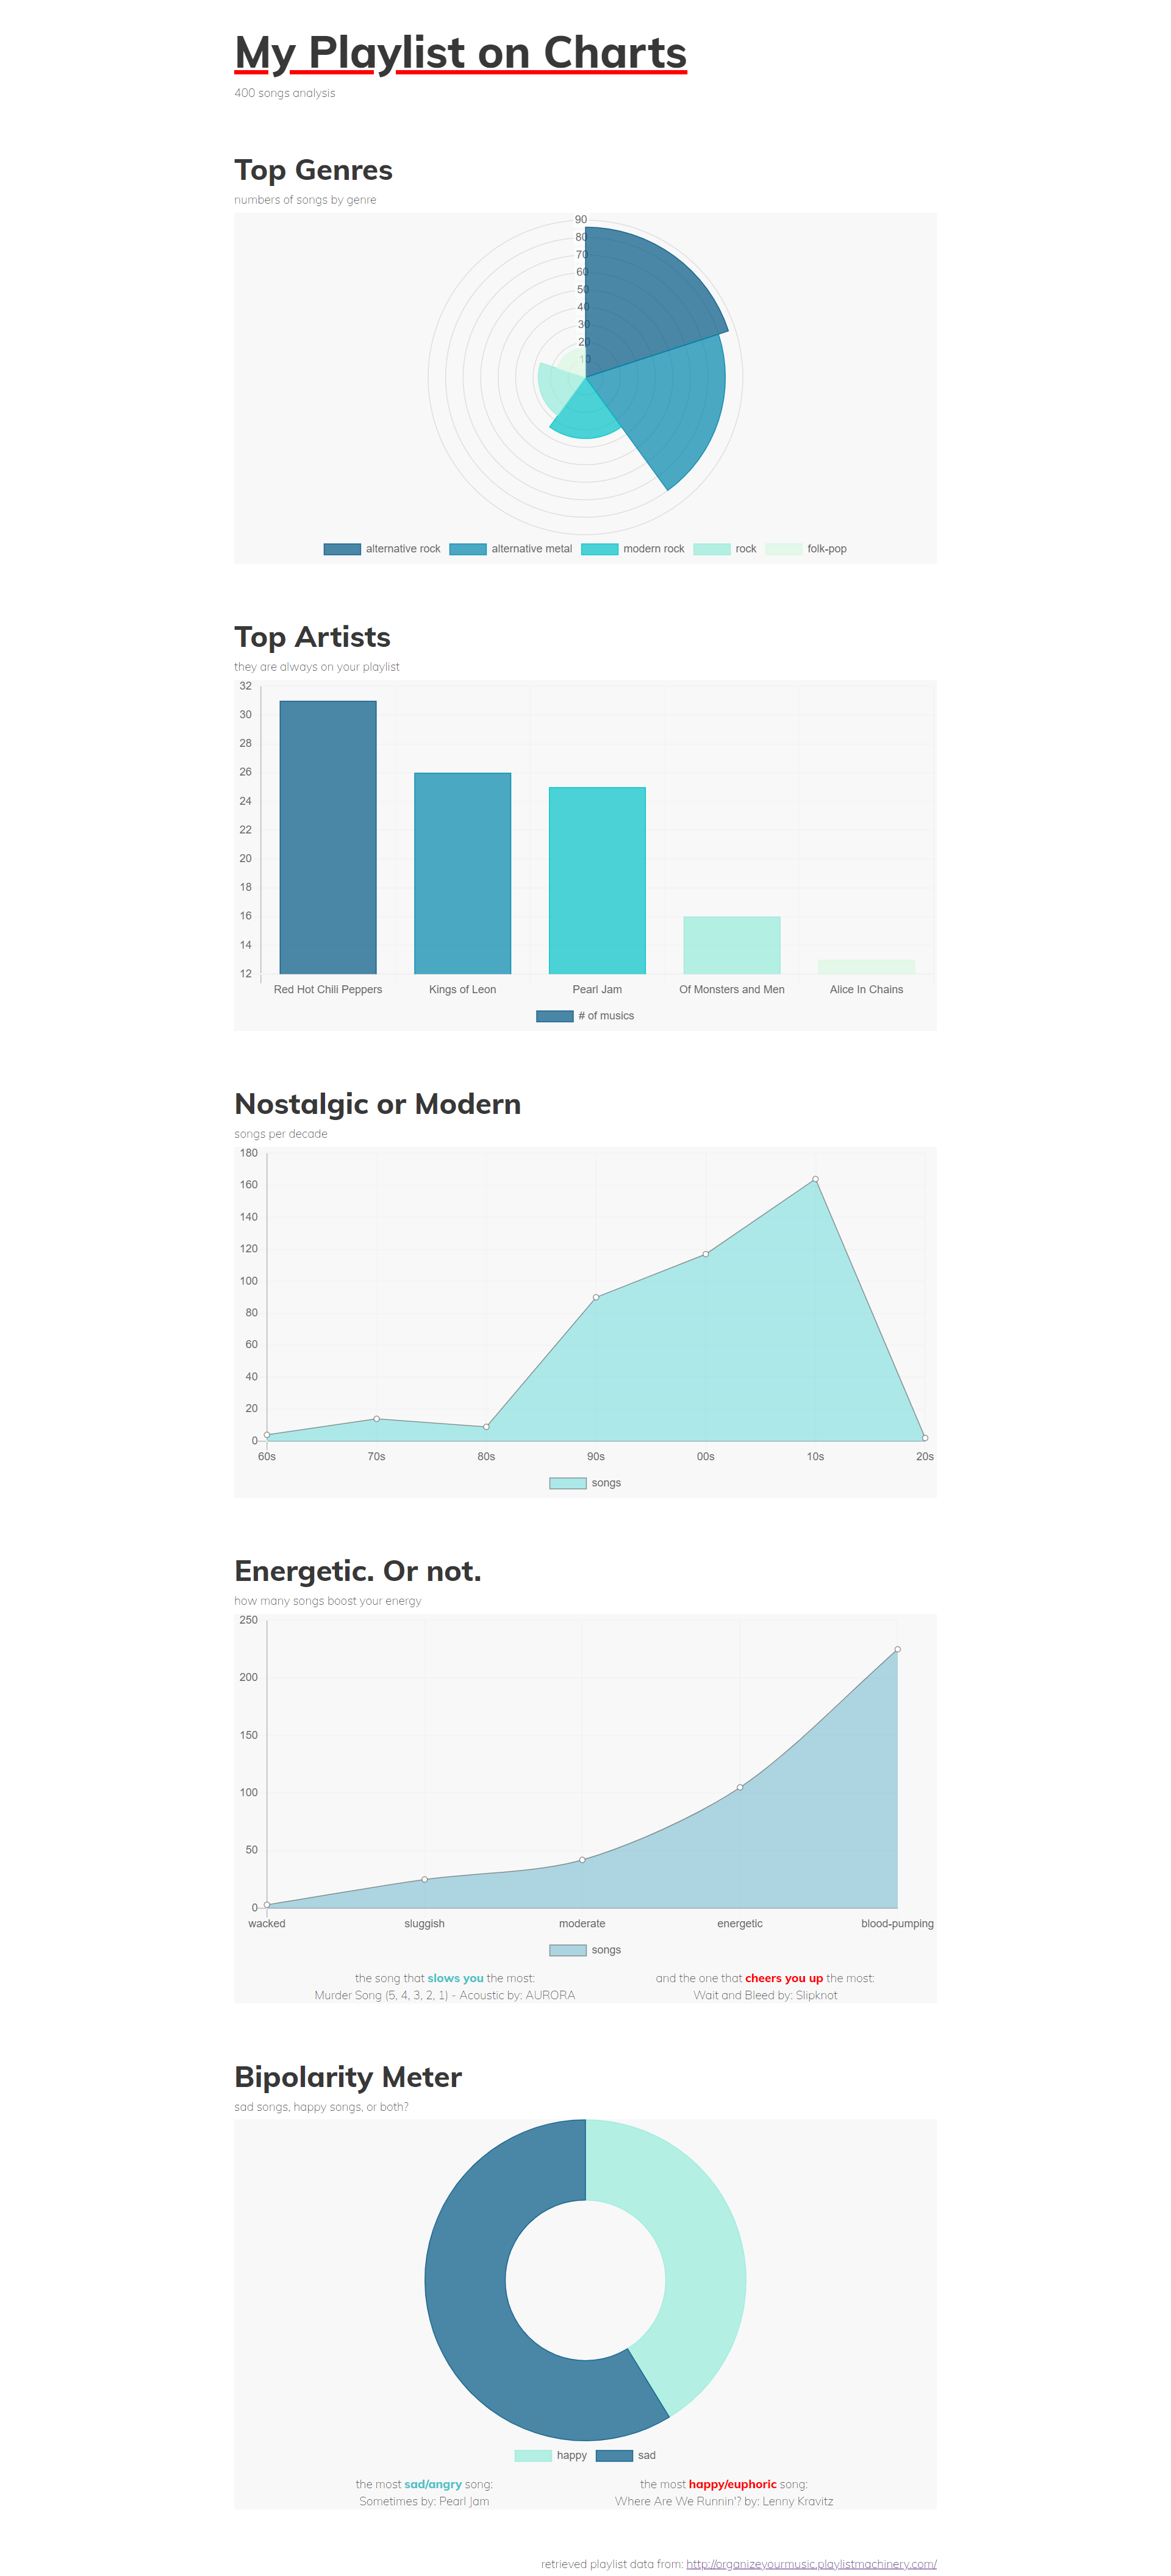 My Playlist on Charts
400 songs analysis
Top Genres
numbers of songs by genre
90
80
70
60
50
40
30
20
10
alternative rock alternative metal modern rock rock folk-pop
Top Artists
they are always on your playlist
32
30
28
26
24
22
20
18
16
14
12
Red Hot Chili Peppers Kings of Leon Pearl Jam Of Monsters and Men Alice In Chains
# of musics
Nostalgic or Modern
songs per decade
180
160
140
120
100
80
60
40
20
0
60s 70s 80s 90s 00s 10s 20s
songs
Energetic. Or not.
how many songs boost your energy
250
200
150
100
50
0
wacked sluggish moderate energetic blood-pumping
songs
the song that slows you the most:
Murder Song (5, 4, 3, 2, 1) - Acoustic by: AURORA
and the one that cheers you up the most:
Wait and Bleed by: Slipknot
Bipolarity Meter
sad songs, happy songs, or both?
happy sad
the most sad/angry song:
Sometimes by: Pearl Jam
the most happy/euphoric song:
Where Are We Runnin'? by: Lenny Kravitz
retrieved playlist data from: http://organizeyourmusic.playlistmachinery.com/